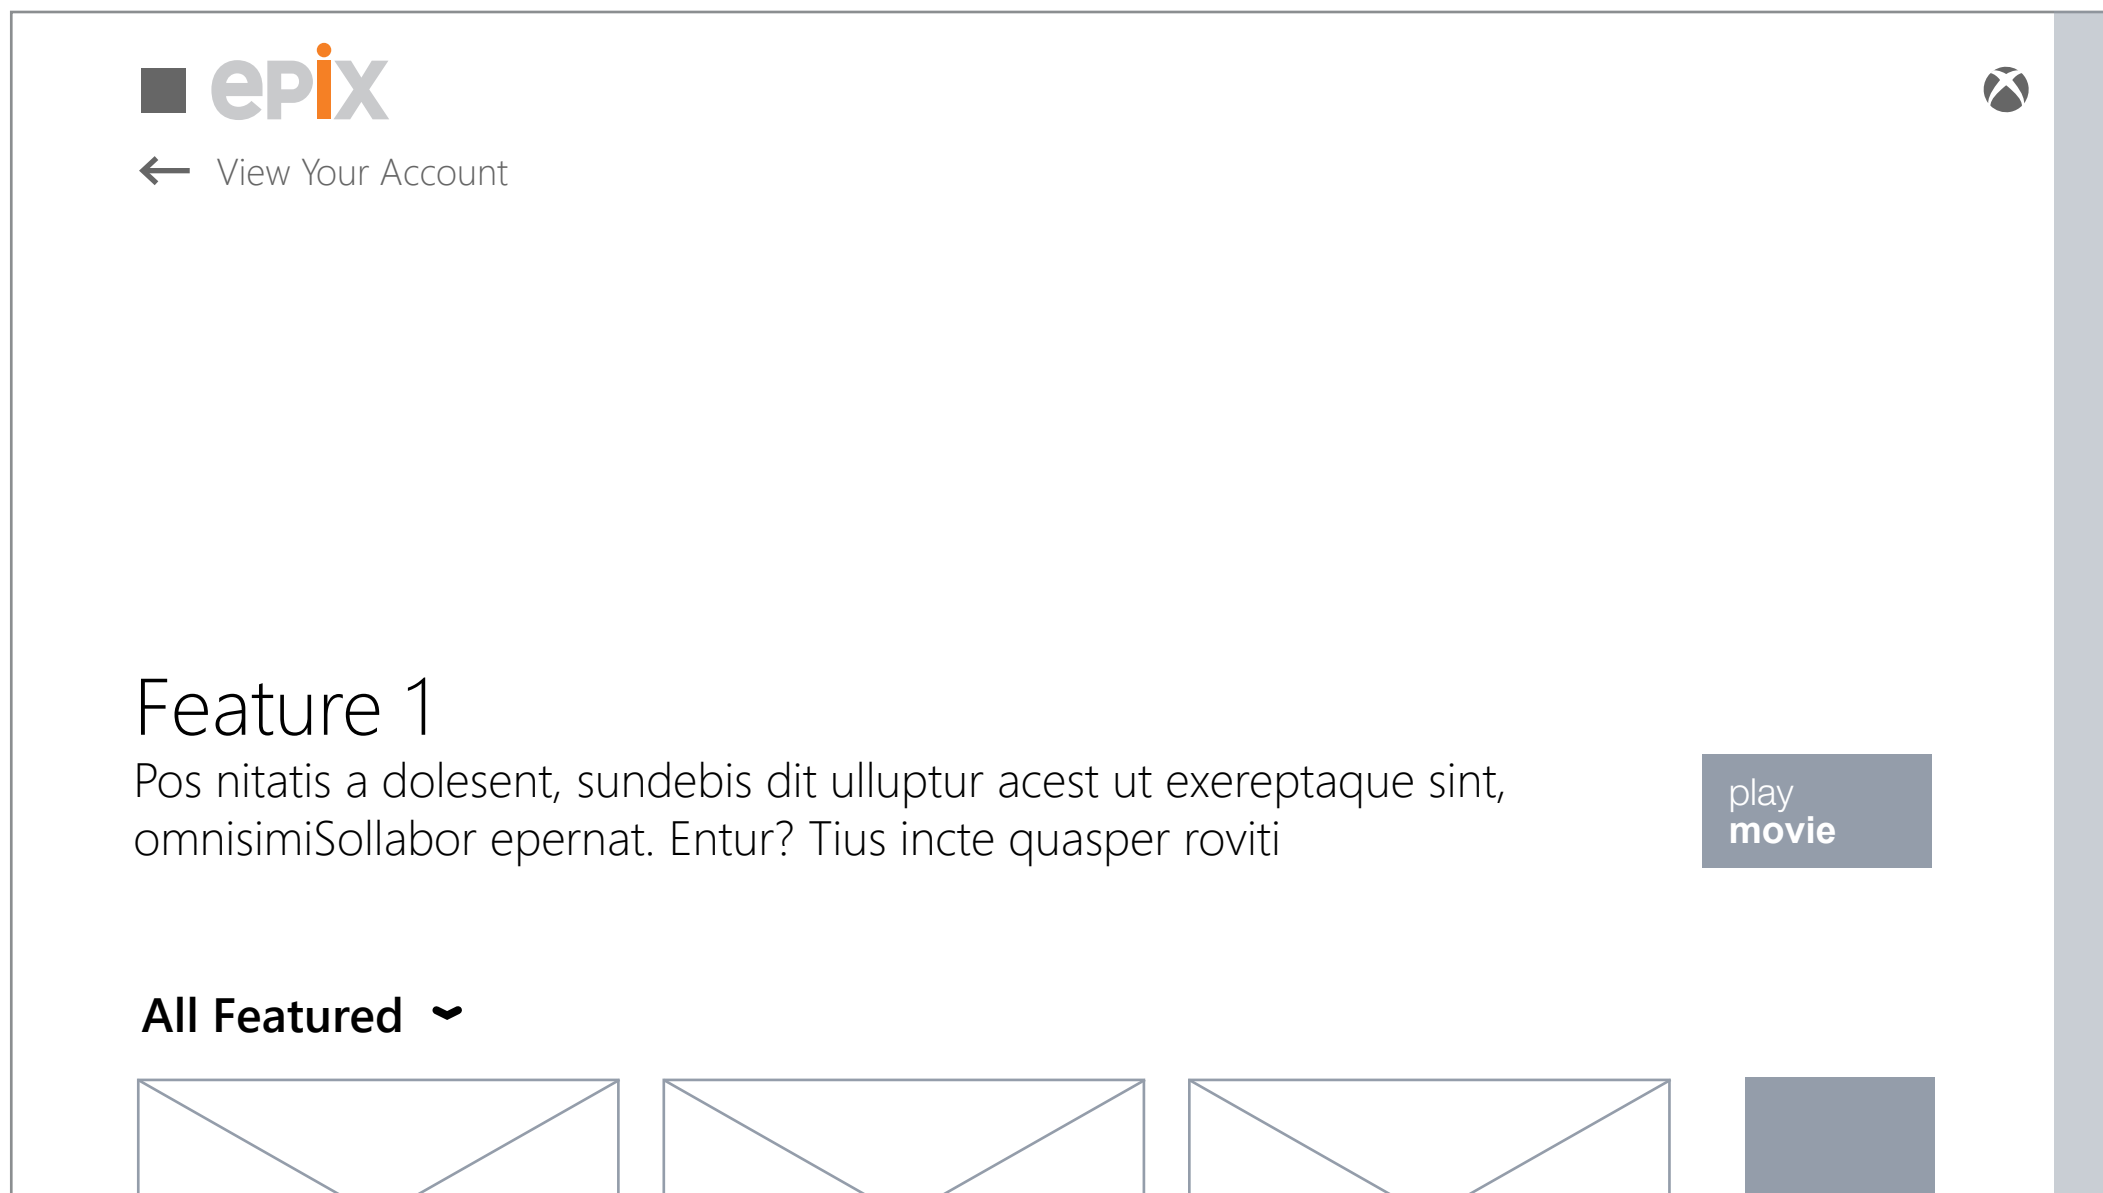 epix
View Your Account
Feature 1
Pos nitatis a dolesent, sundebis dit ulluptur acest ut exereptaque sint,
omnisimiSollabor epernat. Entur? Tius incte quasper roviti
play
movie
All Featured